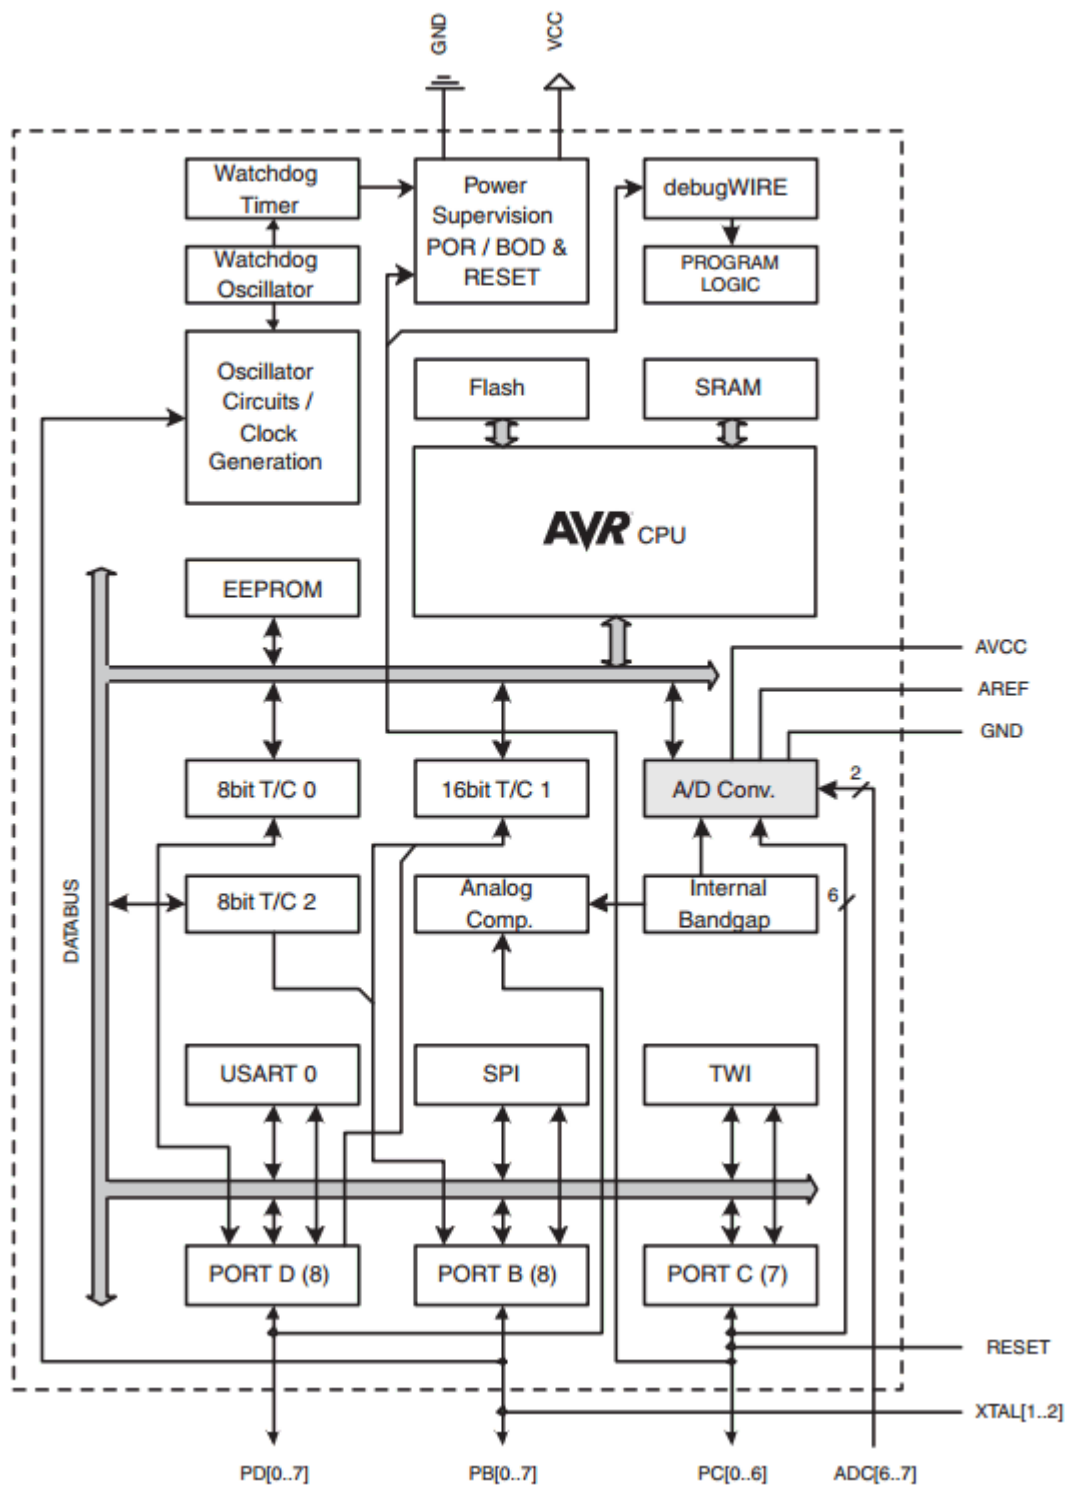 GND
VCC
Watchdog
Timer
Power
Supervision
POR / BOD &
RESET
debugWIRE
Watchdog
Oscillator
PROGRAM
LOGIC
Oscillator
Circuits /
Clock
Generation
Flash
SRAM
AVR CPU
EEPROM
AVCC
AREF
GND
8bit T/C 0
16bit T/C 1
A/D Conv.
2
DATABUS
8bit T/C 2
Analog
Comp.
Internal
Bandgap
6
USART 0
SPI
TWI
PORT D (8)
PORT B (8)
PORT C (7)
RESET
XTAL[1..2]
PD[0..7]
PB[0..7]
PC[0..6]
ADC[6..7]